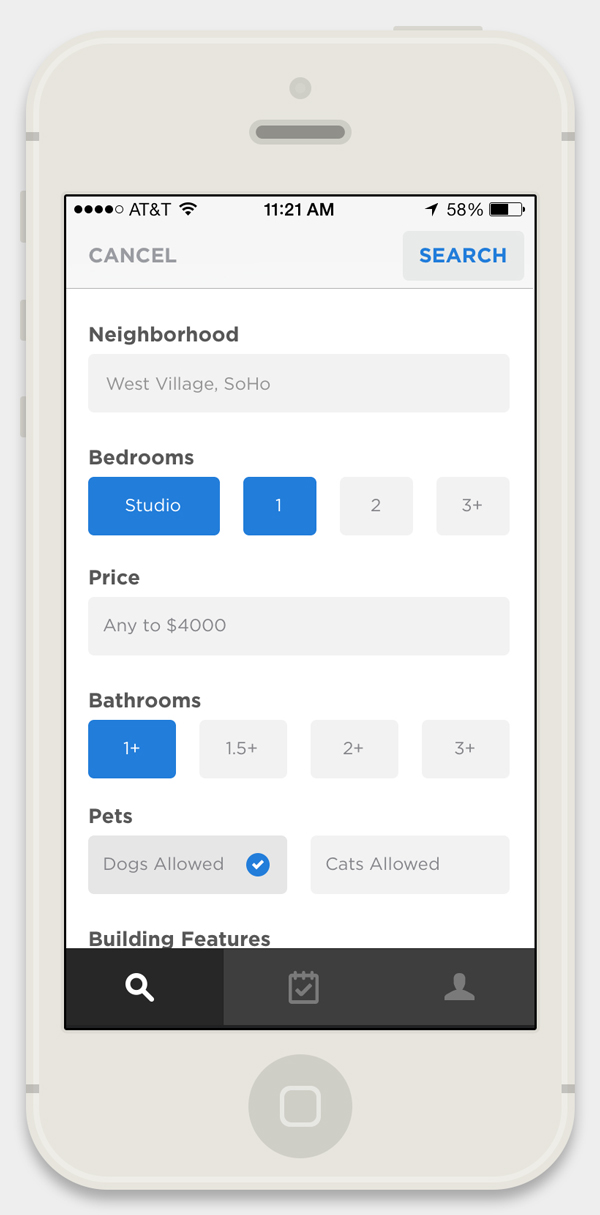 AT&T 11:21 AM 58%
CANCEL SEARCH
Neighborhood
West Village, SoHo
Bedrooms
Studio 1 2 3+
Price
Any to $4000
Bathrooms
1+ 1.5+ 2+ 3+
Pets
Dogs Allowed Cats Allowed
Building Features